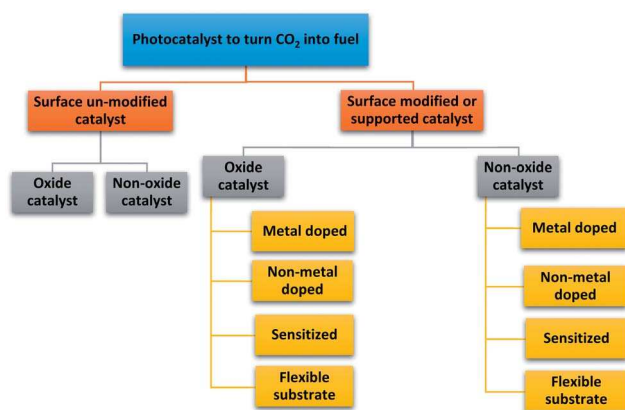 Photocatalyst to turn CO₂ into fuel
Surface un-modified
catalyst
Surface modified or
supported catalyst
Oxide
catalyst
Non-oxide
catalyst
Oxide
catalyst
Non-oxide
catalyst
Metal doped
Non-metal
doped
Sensitized
Flexible
substrate
Metal doped
Non-metal
doped
Sensitized
Flexible
substrate